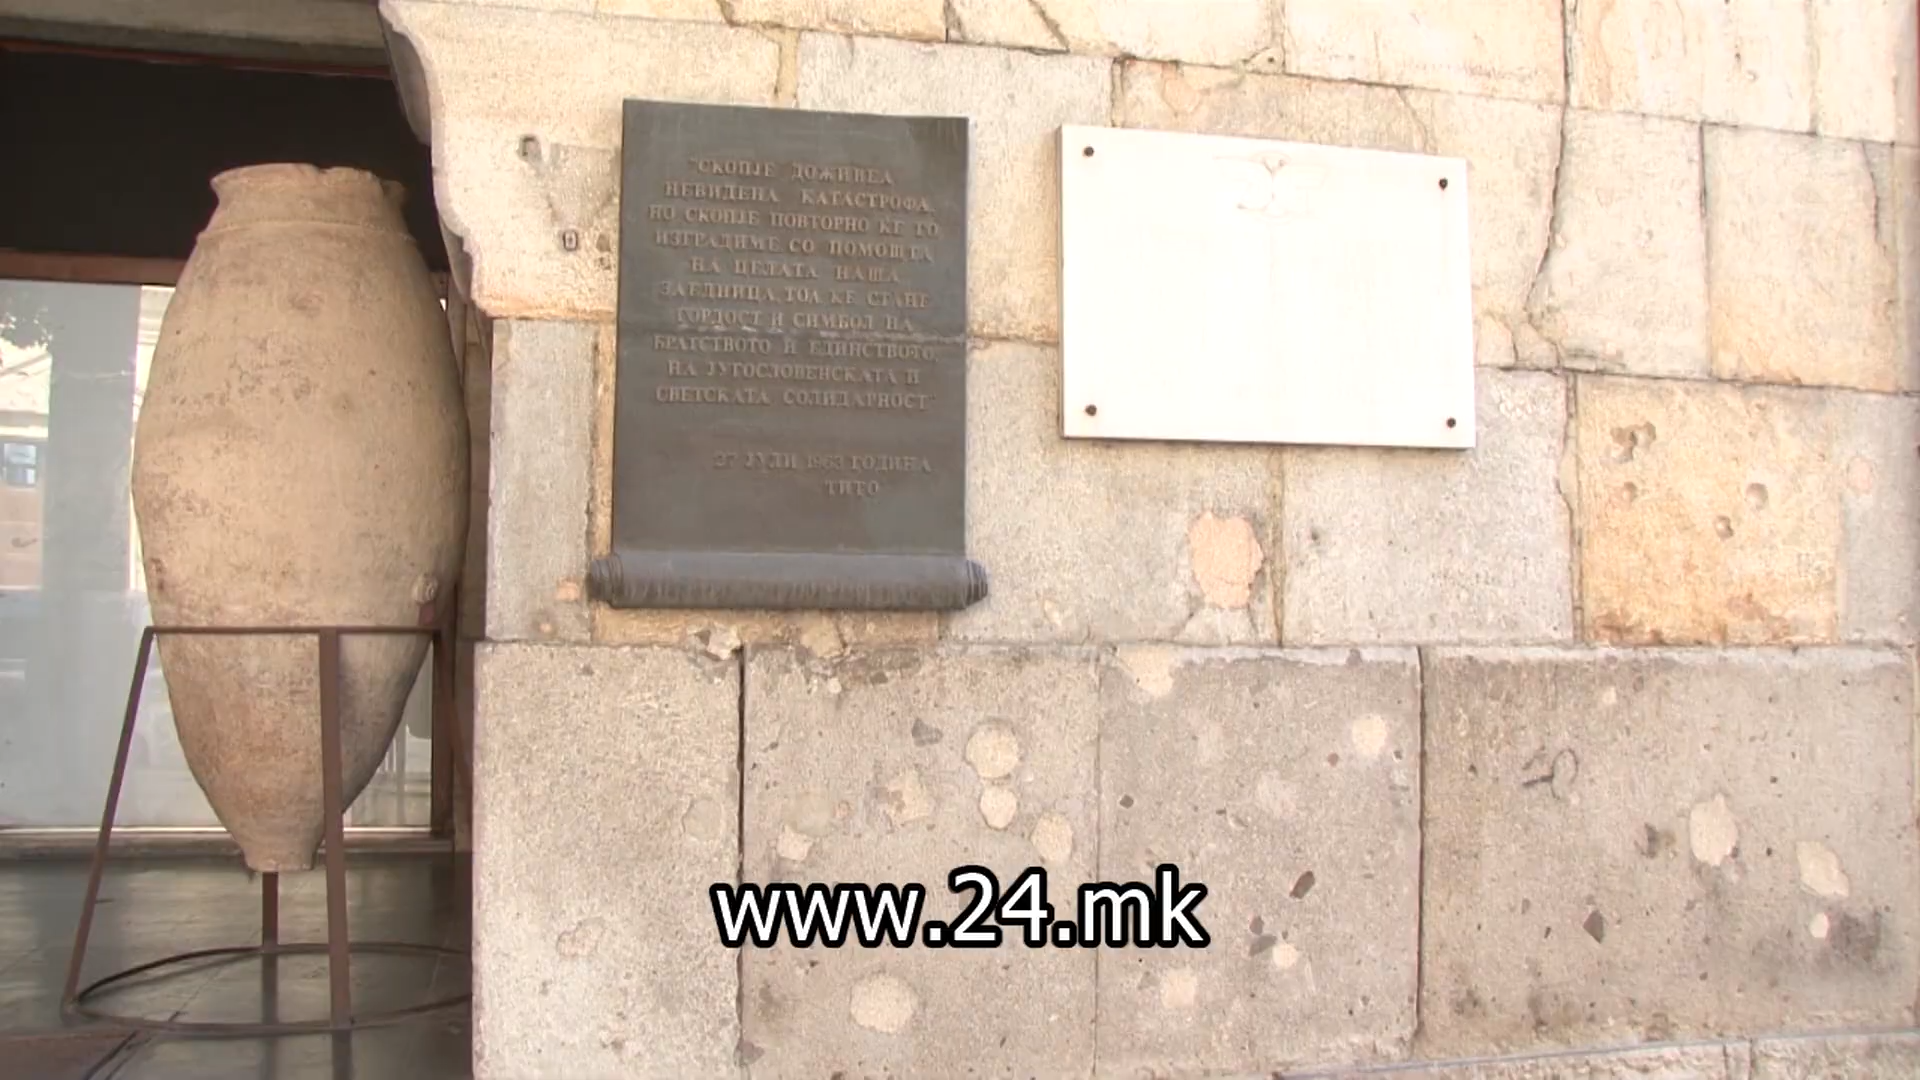 "СКОПЈЕ ДОЖИВЕА
НЕВИДЕНА КАТАСТРОФА,
НО СКОПЈЕ ПОВТОРНО ЌЕ ГО
ИЗГРАДИМЕ. СО ПОМОШТА
НА ЦЕЛАТА НАША
ЗАЕДНИЦА, ТОА ЌЕ СТАНЕ
ГОРДОСТ И СИМБОЛ НА
БРАТСТВОТО И ЕДИНСТВОТО,
НА ЈУГОСЛОВЕНСКАТА И
СВЕТСКАТА СОЛИДАРНОСТ"
27 ЈУЛИ 1963 ГОДИНА
ТИТО
www.24.mk